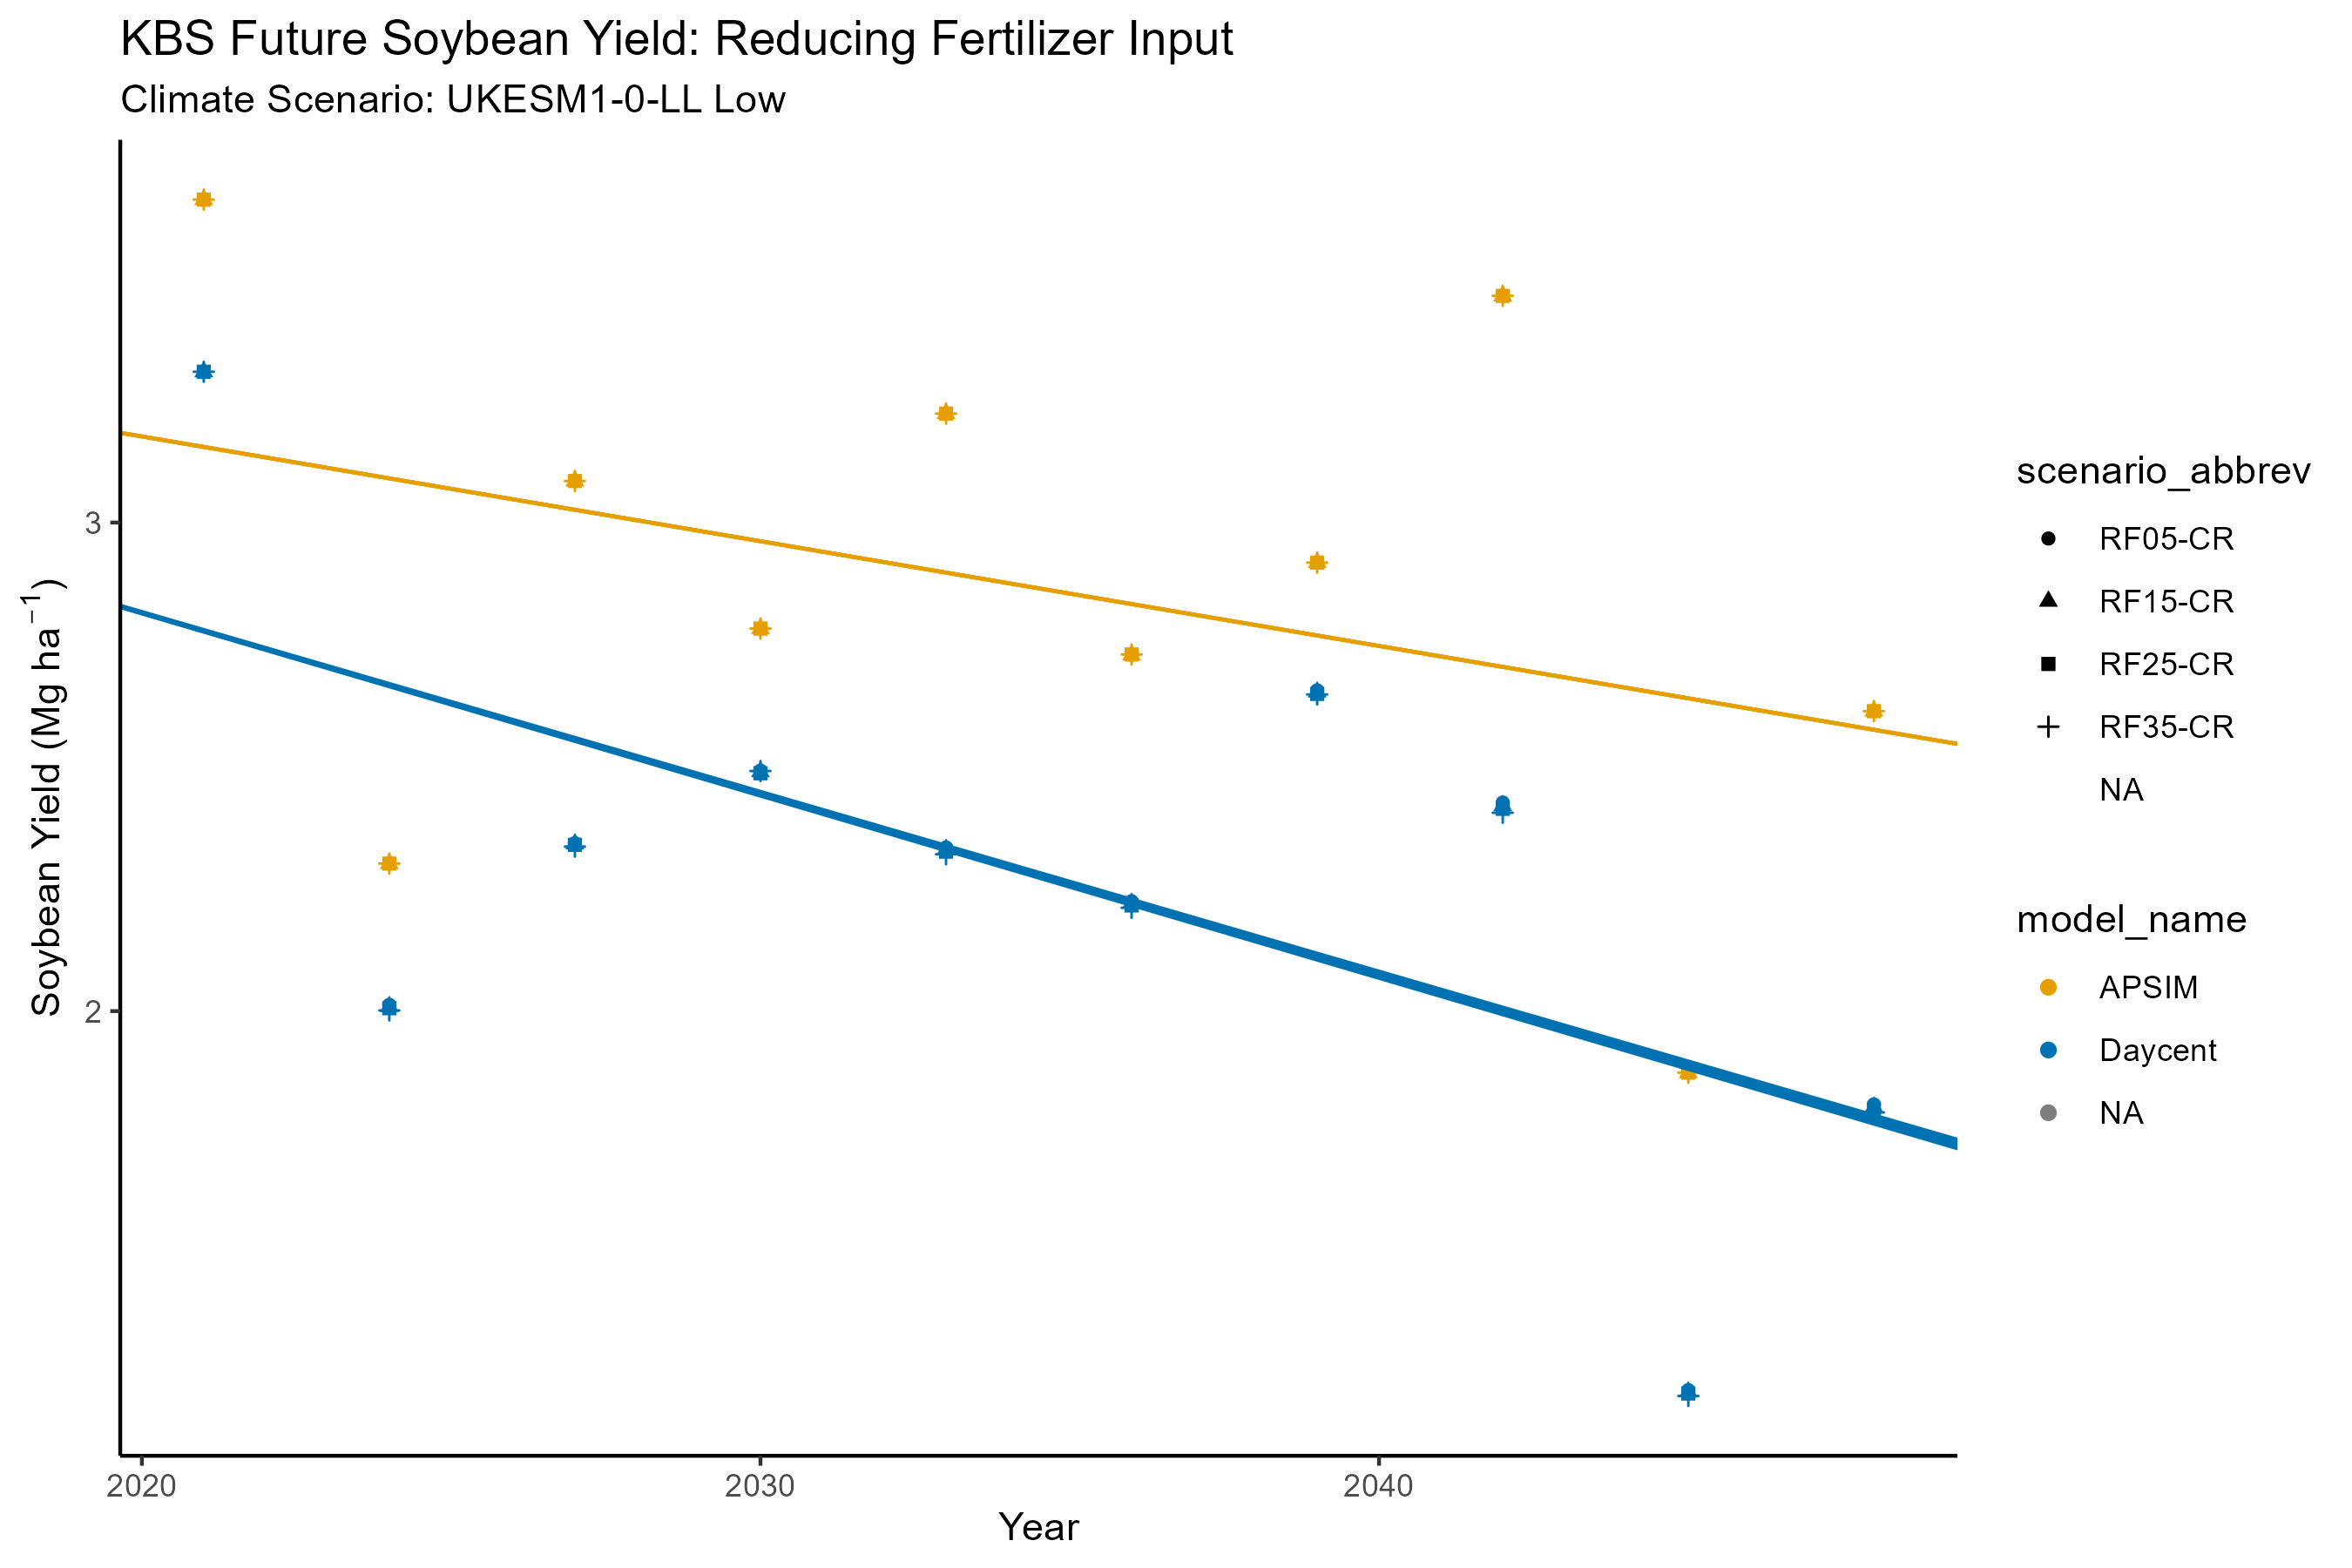 KBS Future Soybean Yield: Reducing Fertilizer Input
Climate Scenario: UKESM1-0-LL Low
Soybean Yield (Mg ha⁻¹)
3
2
2020
2030
2040
Year
scenario_abbrev
RF05-CR
RF15-CR
RF25-CR
RF35-CR
NA
model_name
APSIM
Daycent
NA